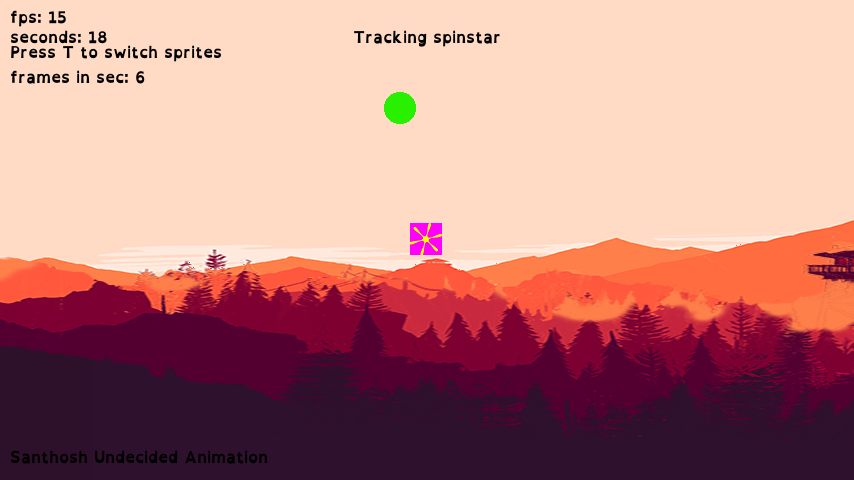 fps: 15
seconds: 18
Tracking spinstar
Press T to switch sprites
frames in sec: 6
Santhosh Undecided Animation